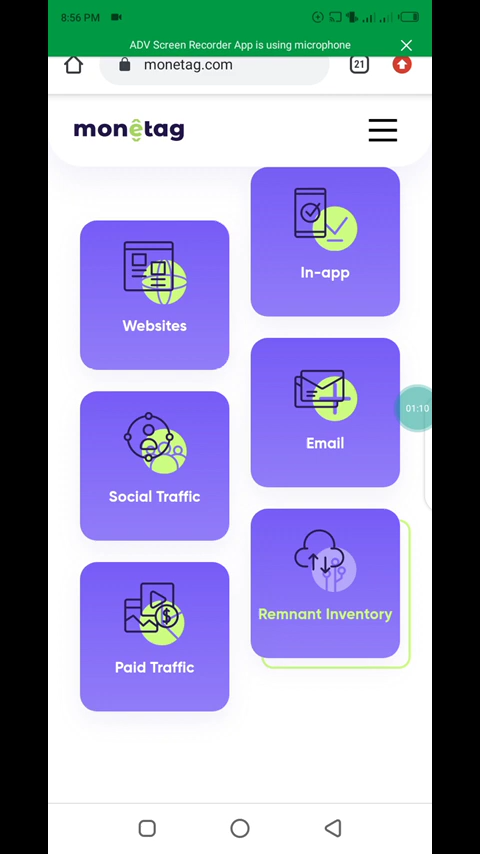 8:56 PM
ADV Screen Recorder App is using microphone
monetag.com
21
monetag
In-app
Websites
Email
01:10
Social Traffic
Remnant Inventory
Paid Traffic